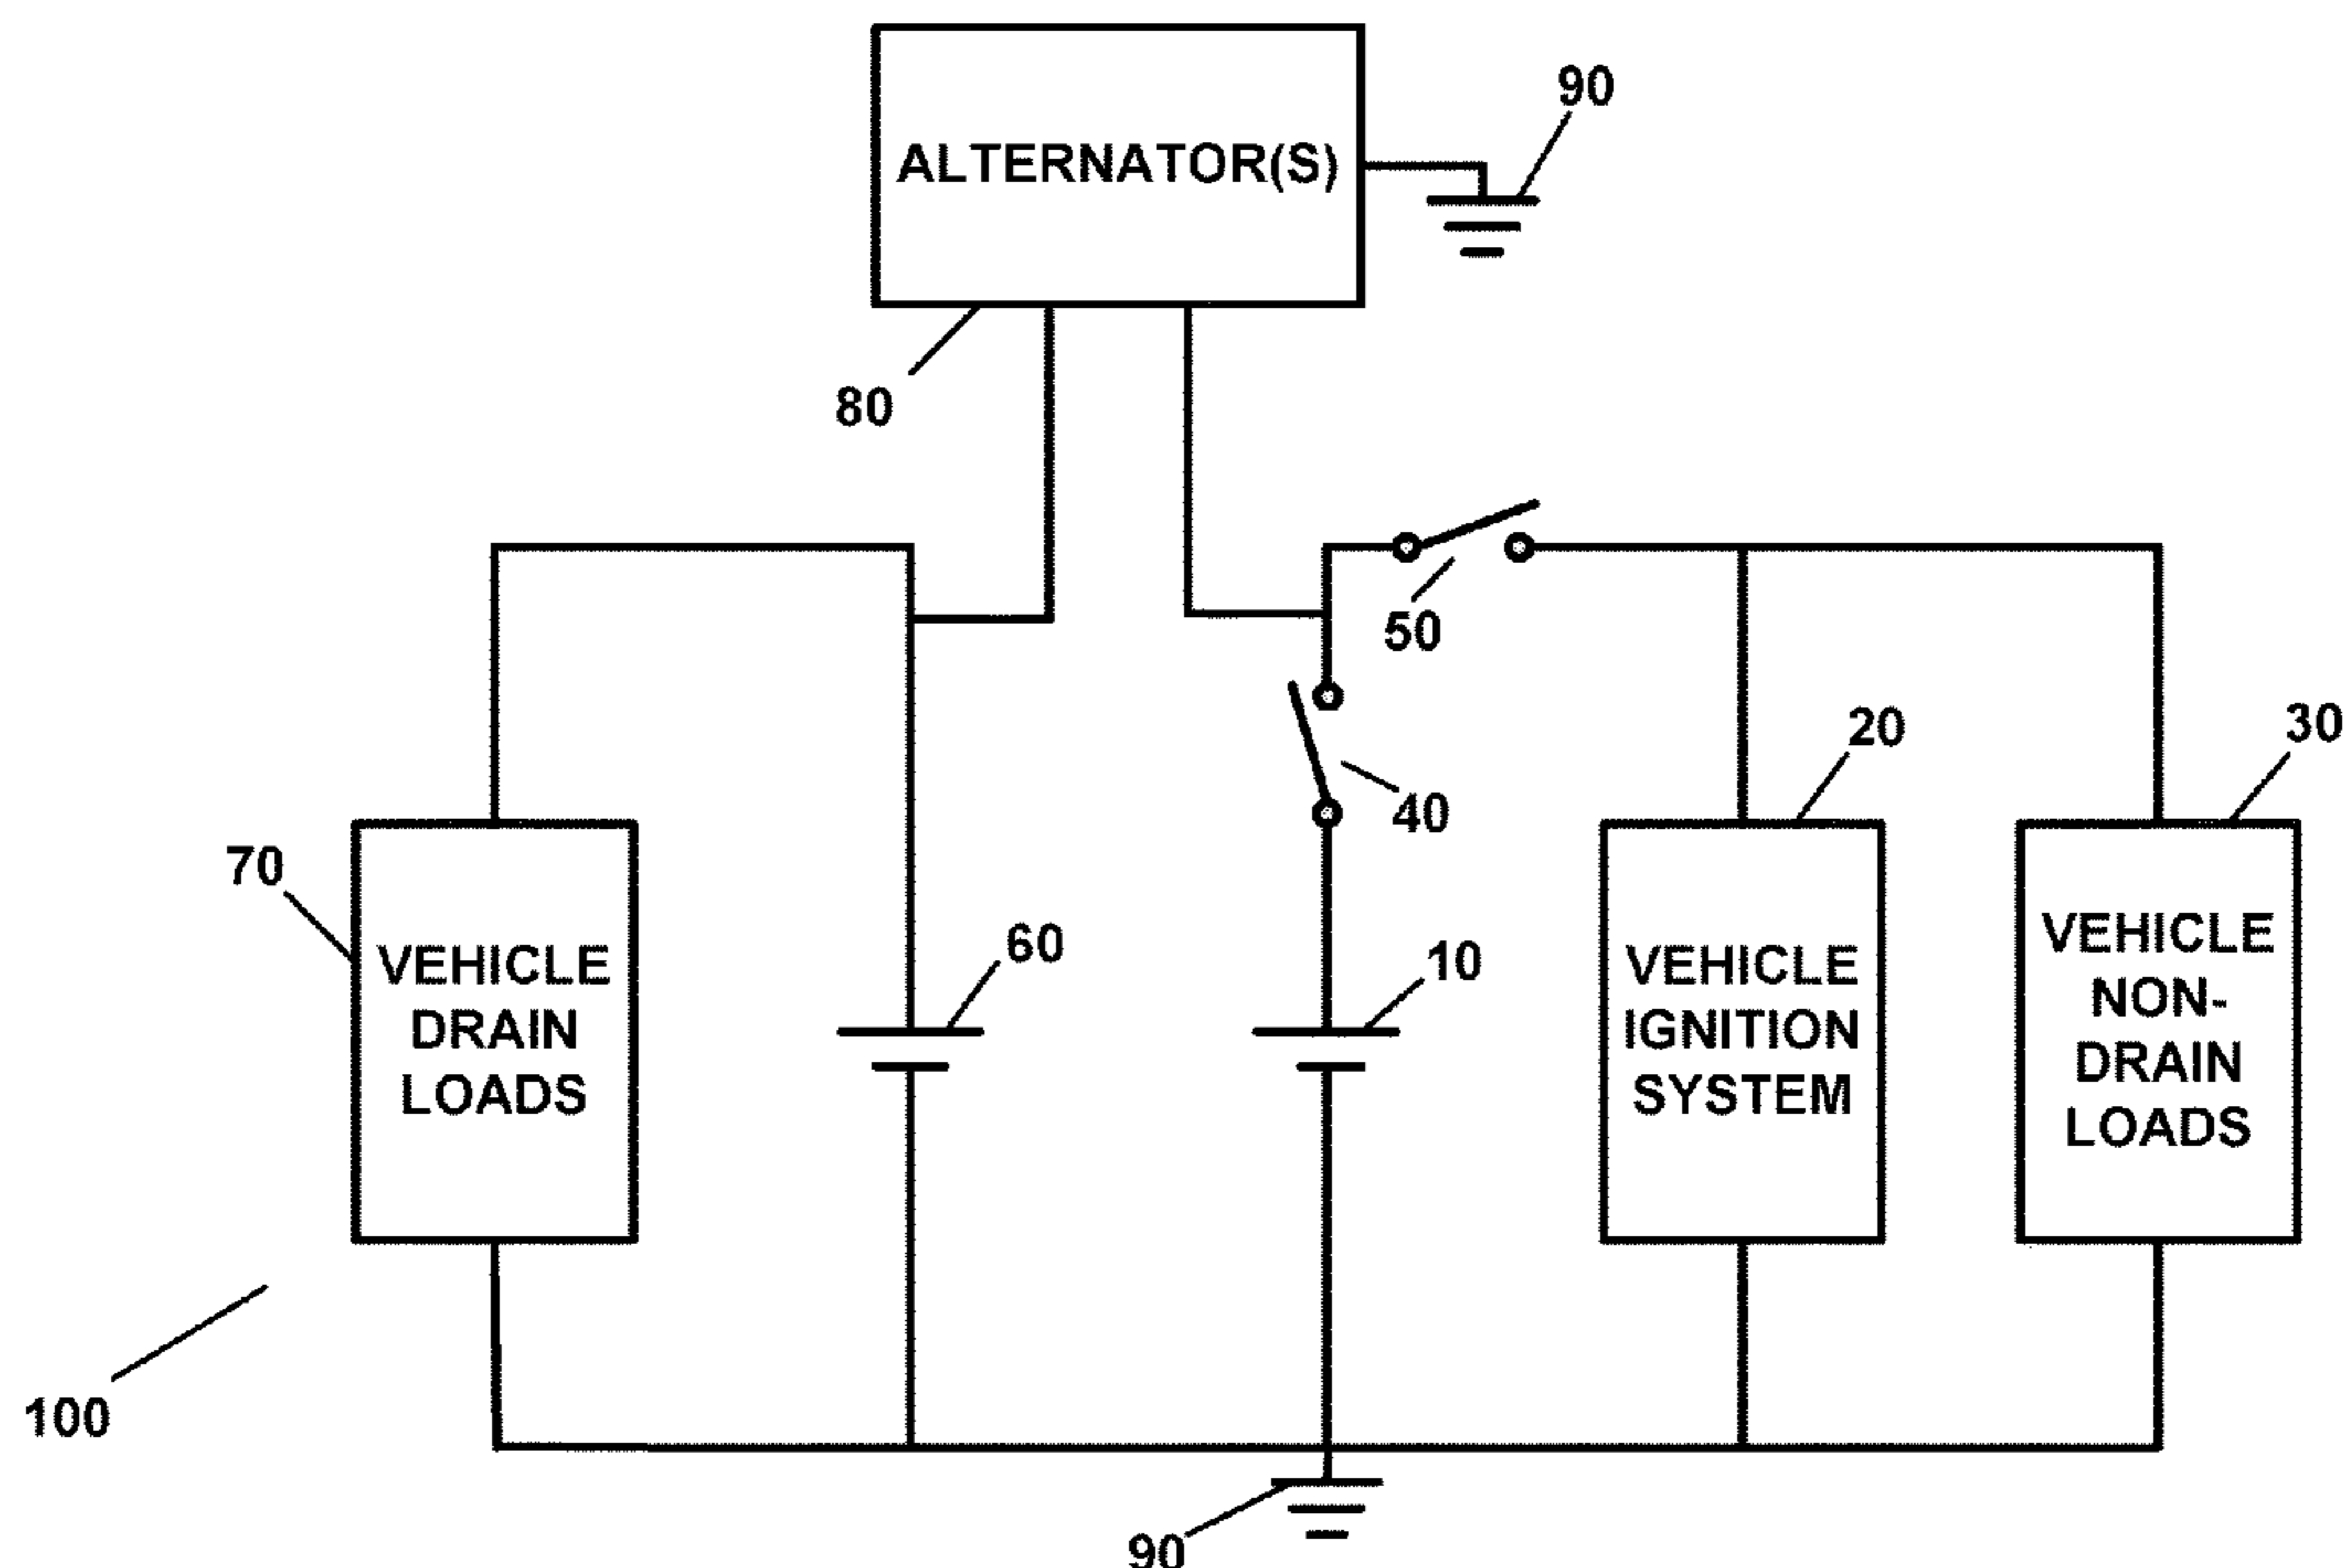 90
ALTERNATOR(S)
80
50
20
30
40
70
60
10
VEHICLE
DRAIN
LOADS
VEHICLE
IGNITION
SYSTEM
VEHICLE
NON-
DRAIN
LOADS
100
90